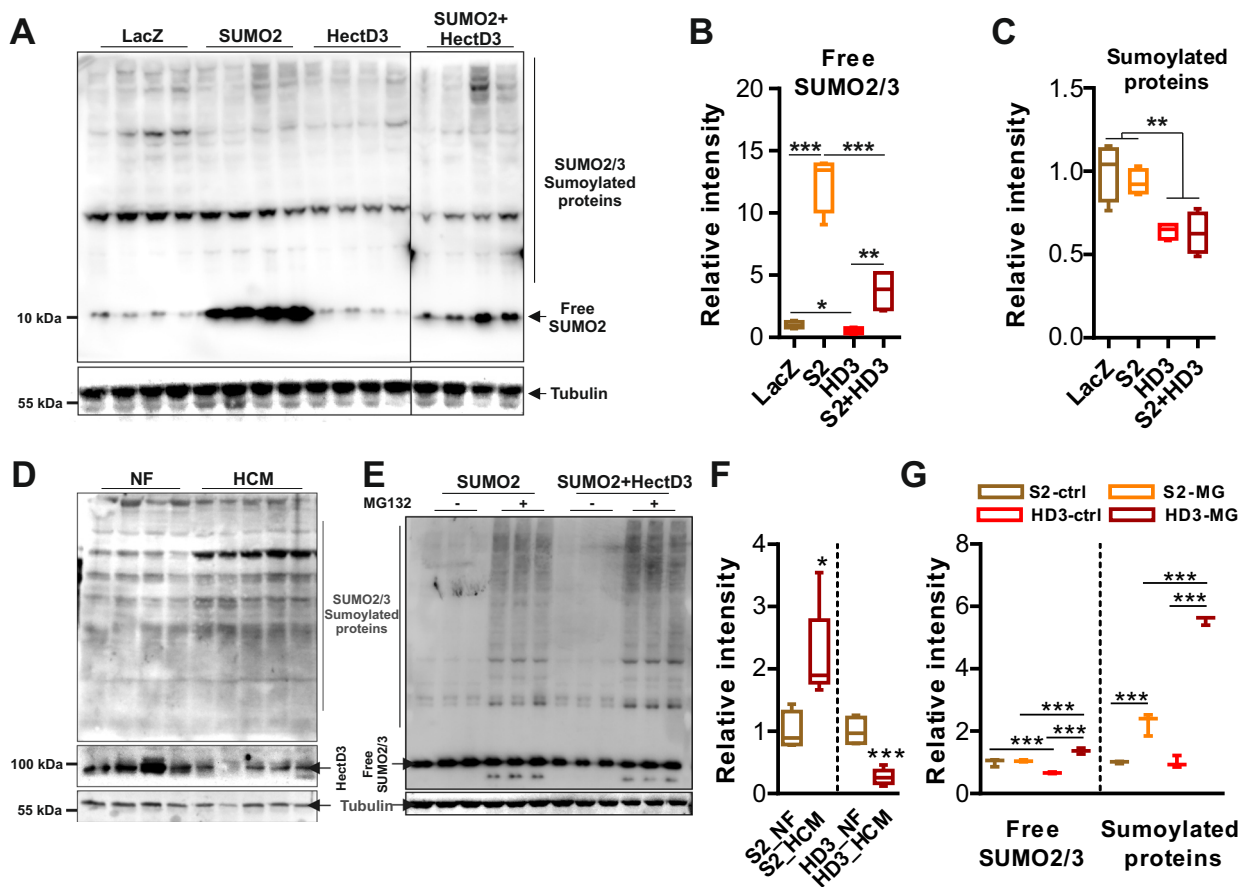 A
LacZ
SUMO2
HectD3
SUMO2+
HectD3
SUMO2/3
Sumoylated
proteins
10 kDa
Free
SUMO2
Tubulin
55 kDa
B
Free
SUMO2/3
Relative intensity
20
15
10
5
0
***
***
**
*
LacZ
S2
HD3
S2+HD3
C
Sumoylated
proteins
Relative intensity
1.5
1.0
0.5
0.0
**
LacZ
S2
HD3
S2+HD3
D
NF
HCM
SUMO2/3
Sumoylated
proteins
100 kDa
HectD3
55 kDa
Tubulin
E
SUMO2
SUMO2+HectD3
MG132
-
+
-
+
Free
SUMO2/3
F
Relative intensity
4
3
2
1
0
*
***
S2_NF
S2_HCM
HD3_NF
HD3_HCM
G
S2-ctrl
S2-MG
HD3-ctrl
HD3-MG
Relative intensity
8
6
4
2
0
***
***
***
***
***
***
Free
SUMO2/3
Sumoylated
proteins